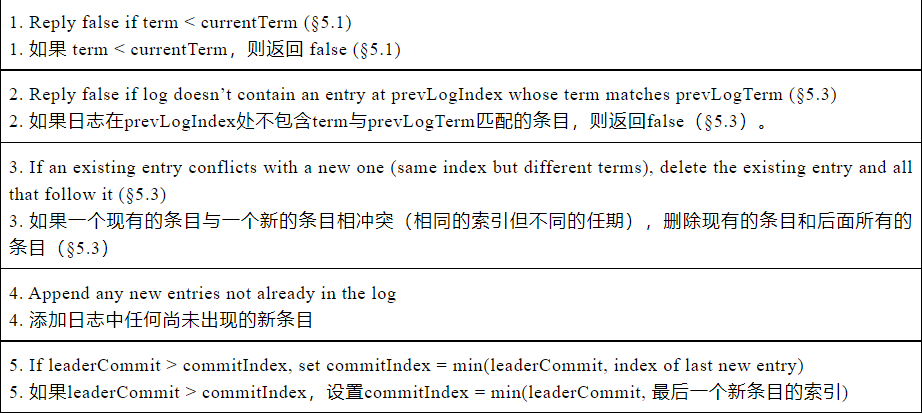 1. Reply false if term < currentTerm (§5.1)
1. 如果 term < currentTerm，则返回 false (§5.1)
2. Reply false if log doesn’t contain an entry at prevLogIndex whose term matches prevLogTerm (§5.3)
2. 如果日志在prevLogIndex处不包含term与prevLogTerm匹配的条目，则返回false（§5.3）。
3. If an existing entry conflicts with a new one (same index but different terms), delete the existing entry and all
that follow it (§5.3)
3. 如果一个现有的条目与一个新的条目相冲突（相同的索引但不同的任期），删除现有的条目和后面所有的
条目（§5.3）
4. Append any new entries not already in the log
4. 添加日志中任何尚未出现的新条目
5. If leaderCommit > commitIndex, set commitIndex = min(leaderCommit, index of last new entry)
5. 如果leaderCommit > commitIndex，设置commitIndex = min(leaderCommit, 最后一个新条目的索引)